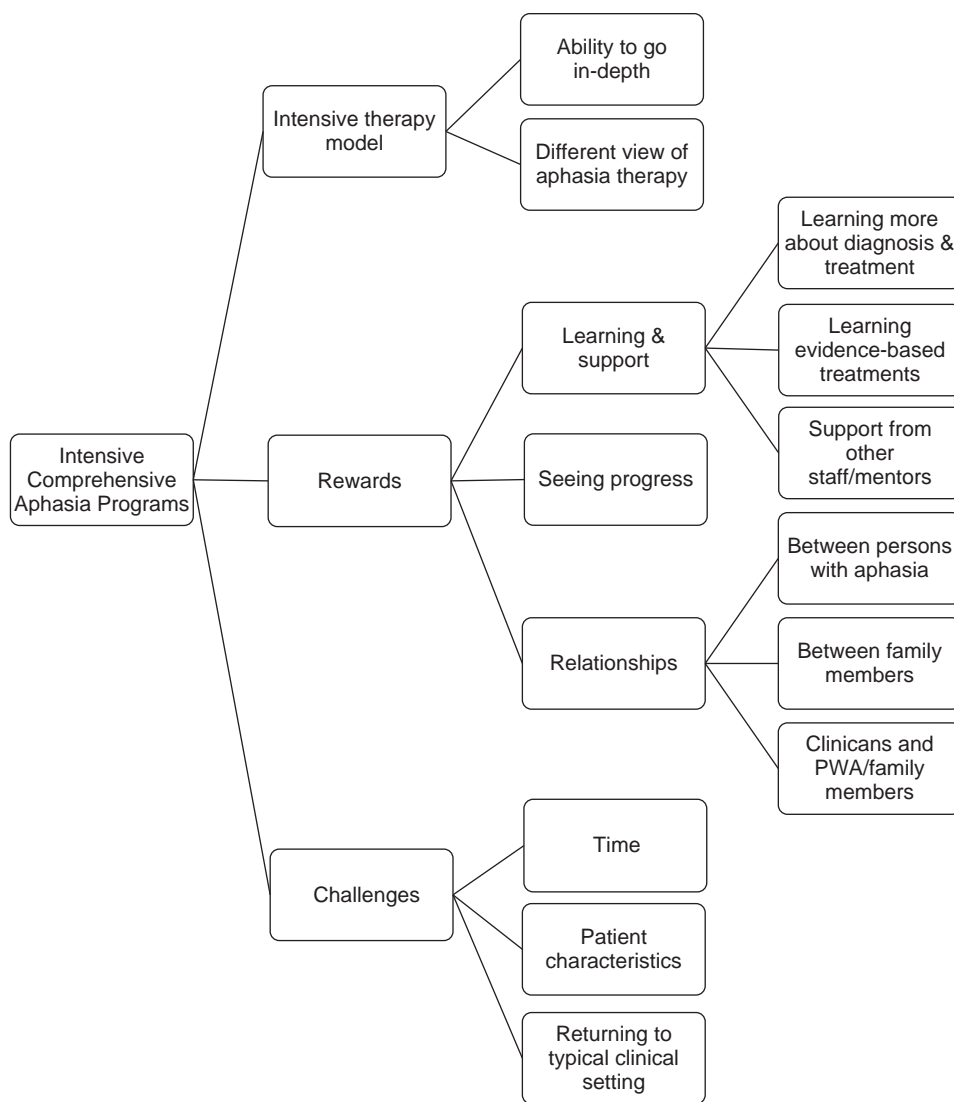 Intensive
Comprehensive
Aphasia Programs
Intensive therapy
model
Ability to go
in-depth
Different view of
aphasia therapy
Rewards
Learning &
support
Learning more
about diagnosis &
treatment
Learning
evidence-based
treatments
Support from
other
staff/mentors
Seeing progress
Relationships
Between persons
with aphasia
Between family
members
Clinicans and
PWA/family
members
Challenges
Time
Patient
characteristics
Returning to
typical clinical
setting